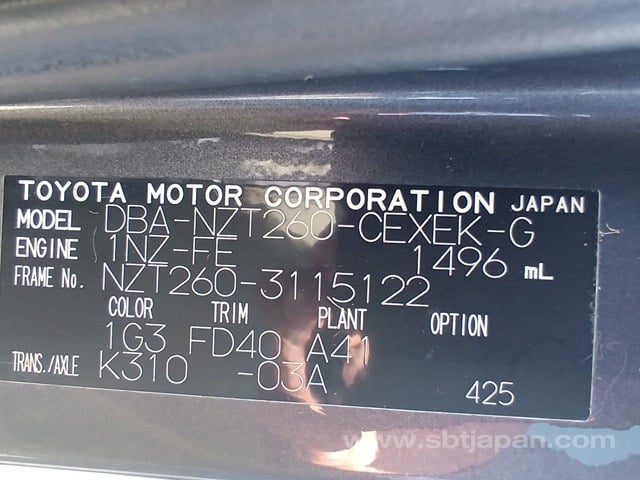 TOYOTA MOTOR CORPORATION JAPAN
MODEL DBA-NZT260-CEXEK-G
ENGINE 1NZ-FE 1496 mL
FRAME No. NZT260-3115122
COLOR TRIM PLANT OPTION
1G3 FD40 A41
TRANS./AXLE K310 -03A 425
www.sbtjapan.com